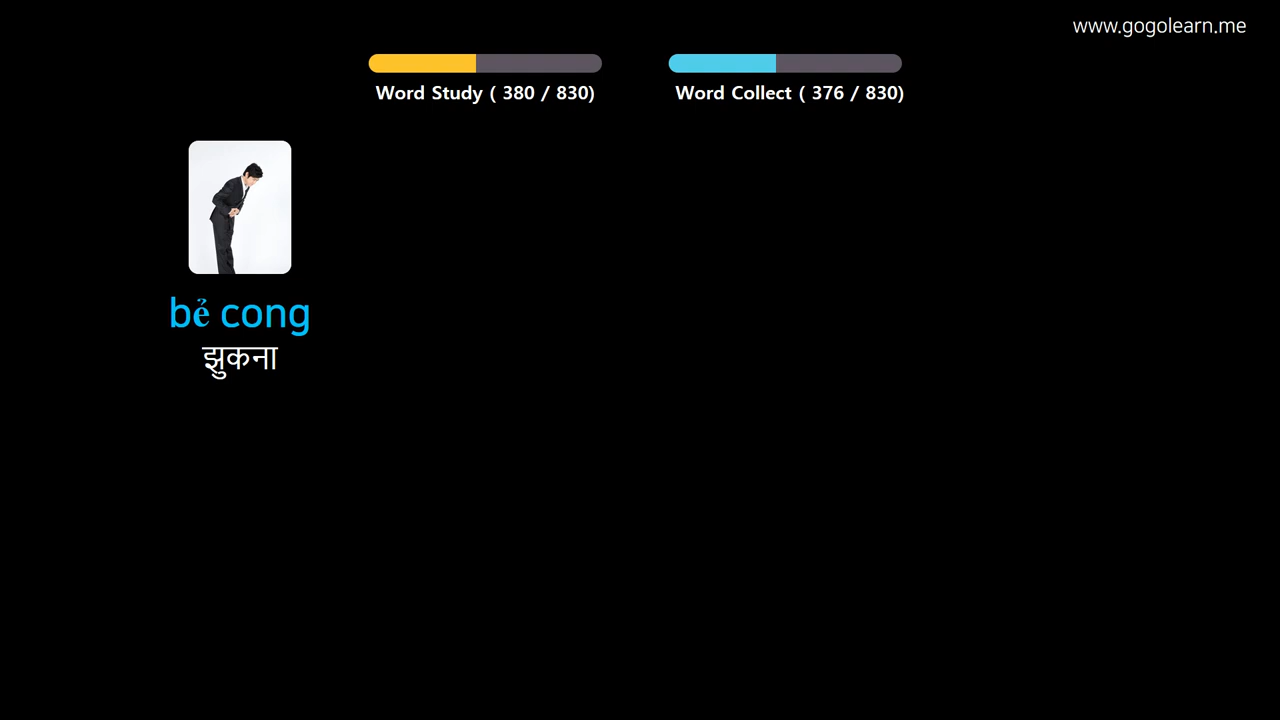 www.gogolearn.me
Word Study ( 380 / 830)
Word Collect ( 376 / 830)
bẻ cong
झुकना